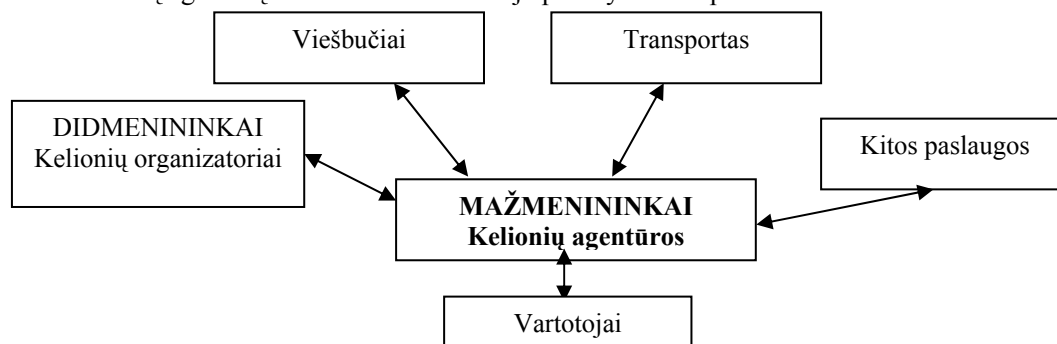 Viešbučiai
Transportas
DIDMENININKAI
Kelionių organizatoriai
Kitos paslaugos
MAŽMENININKAI
Kelionių agentūros
Vartotojai